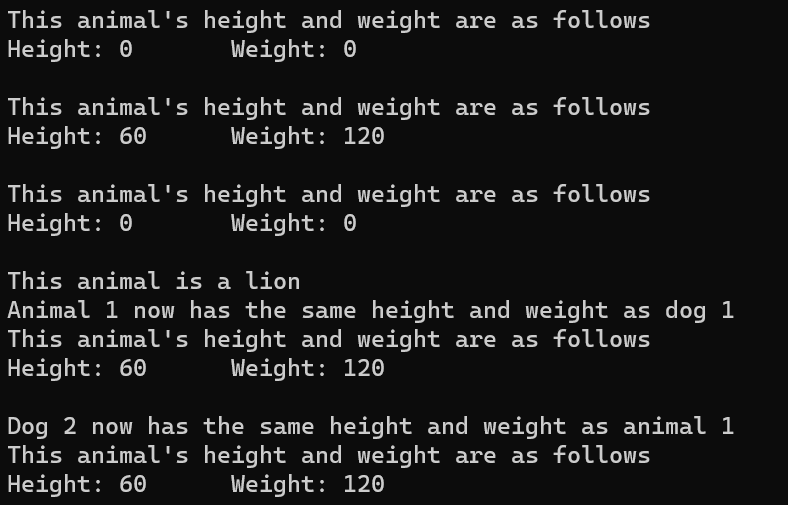 This animal's height and weight are as follows
Height: 0      Weight: 0
This animal's height and weight are as follows
Height: 60      Weight: 120
This animal's height and weight are as follows
Height: 0      Weight: 0
This animal is a lion
Animal 1 now has the same height and weight as dog 1
This animal's height and weight are as follows
Height: 60      Weight: 120
Dog 2 now has the same height and weight as animal 1
This animal's height and weight are as follows
Height: 60      Weight: 120